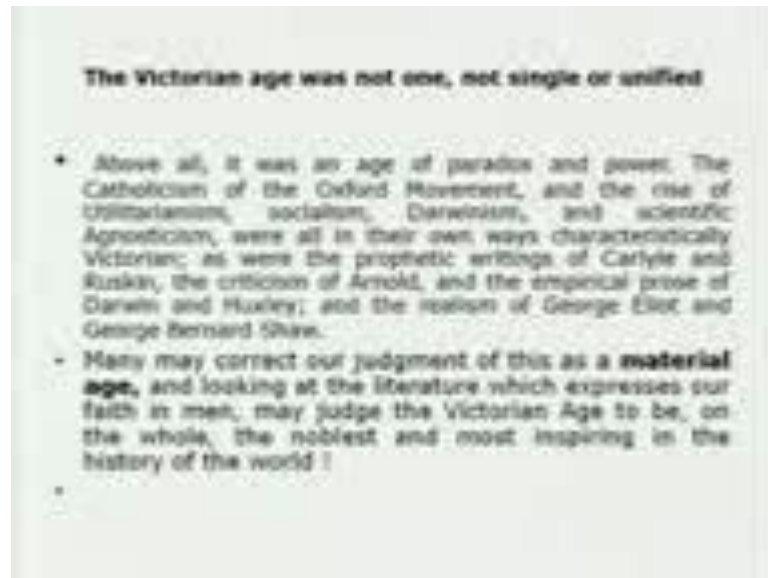 The Victorian age was not one, not single or unified
• Above all, it was an age of paradox and power. The
Catholicism of the Oxford Movement, and the rise of
Utilitarianism, socialism, Darwinism, and scientific
Agnosticism, were all in their own ways characteristically
Victorian; as were the prophetic writings of Carlyle and
Ruskin, the criticism of Arnold, and the empirical prose of
Darwin and Huxley; and the realism of George Eliot and
George Bernard Shaw.
- Many may correct our judgment of this as a material
age, and looking at the literature which expresses our
faith in men, may judge the Victorian Age to be, on
the whole, the noblest and most inspiring in the
history of the world !